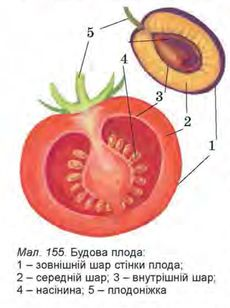 5
4
3
2
1
Мал. 155. Будова плода:
1 – зовнішній шар стінки плода;
2 – середній шар; 3 – внутрішній шар;
4 – насінина; 5 – плодоніжка